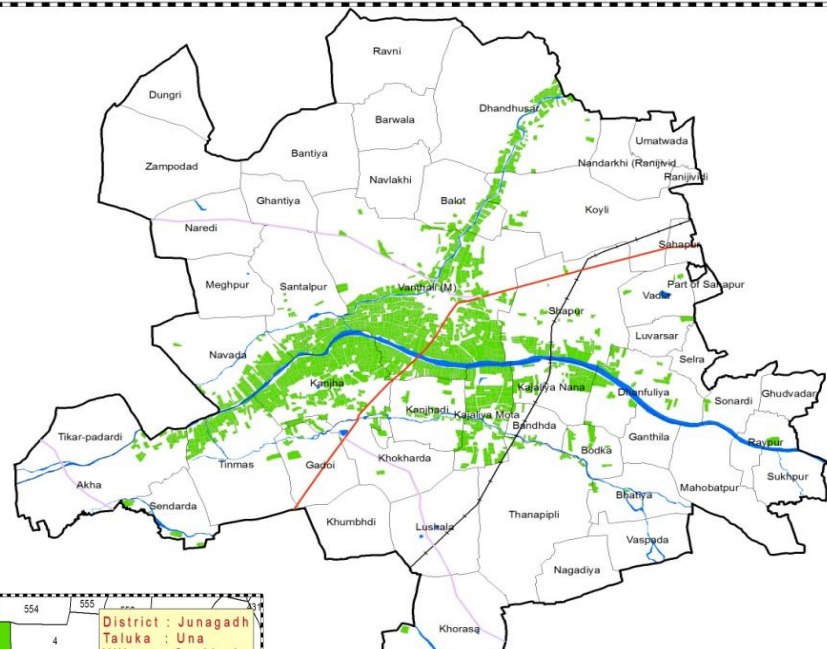 Ravni
Dungri
Dhandhusar
Barwala
Umatwada
Bantiya
Nandarkhi (Ranijivid
Zampodad
Ranijividi
Navlakhi
Ghantiya
Balot
Koyli
Naredi
Sahapur
Meghpur
Santalpur
Vanthali (M)
Part of Sahapur
Vadla
Shapur
Luvarsar
Navada
Selra
Kanjha
Kajaliya Nana
Dhanfuliya
Ghudvadar
Sonardi
Kanjhadi
Kajaliya Mota
Bandhda
Tikar-padardi
Ganthila
Raypur
Bodka
Khokharda
Tinmas
Gadoi
Sukhpur
Akha
Mahobatpur
Bhatiya
Sendarda
Thanapipli
Khumbhdi
Lushala
Vaspada
Nagadiya
554
555
District : Junagadh
Taluka : Una
4
Khorasa